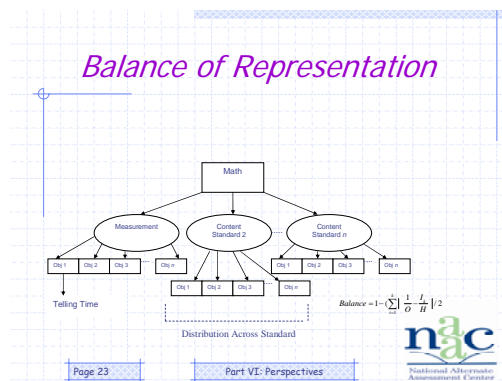 Balance of Representation
Math
Measurement
Content
Standard 2
....
Content
Standard n
Obj 1 Obj 2 Obj 3 .... Obj n
Obj 1 Obj 2 Obj 3 .... Obj n
Obj 1 Obj 2 Obj 3 .... Obj n
Telling Time
Distribution Across Standard
naac
National Alternate
Assessment Center
Page 23
Part VI: Perspectives